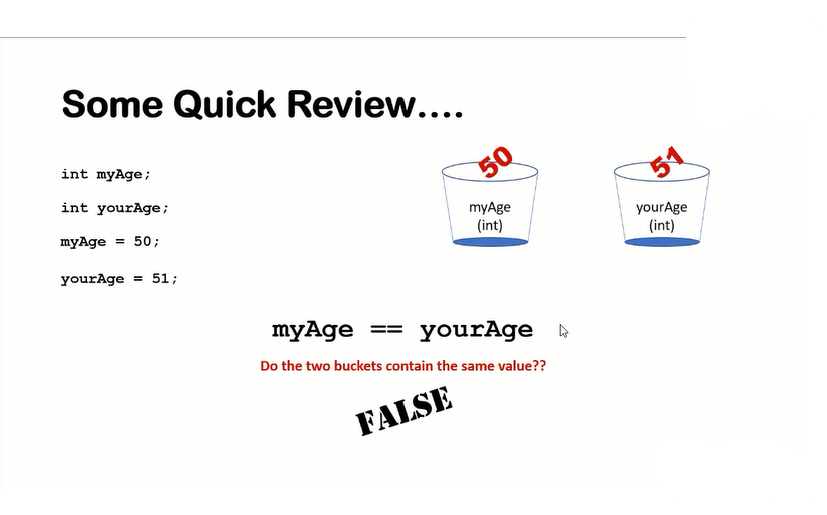 Some Quick Review....
int myAge;
int yourAge;
myAge = 50;
yourAge = 51;
50
myAge
(int)
51
yourAge
(int)
myAge == yourAge
Do the two buckets contain the same value??
FALSE